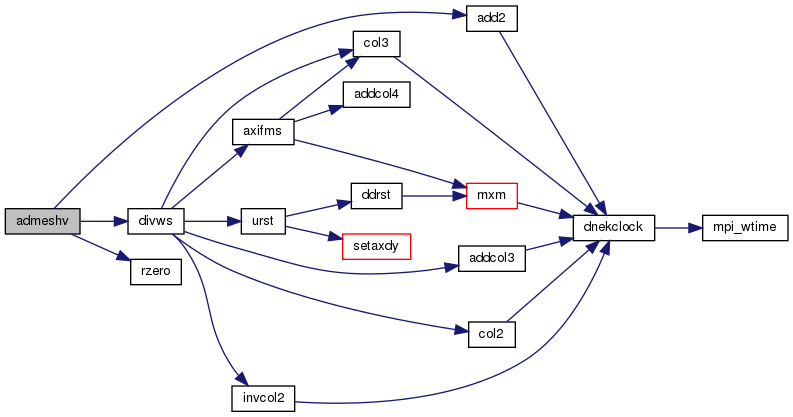 add2
col3
addcol4
axifms
ddrst
mxm
admeshv
divws
urst
dnekclock
mpi_wtime
setaxdy
addcol3
rzero
col2
invcol2